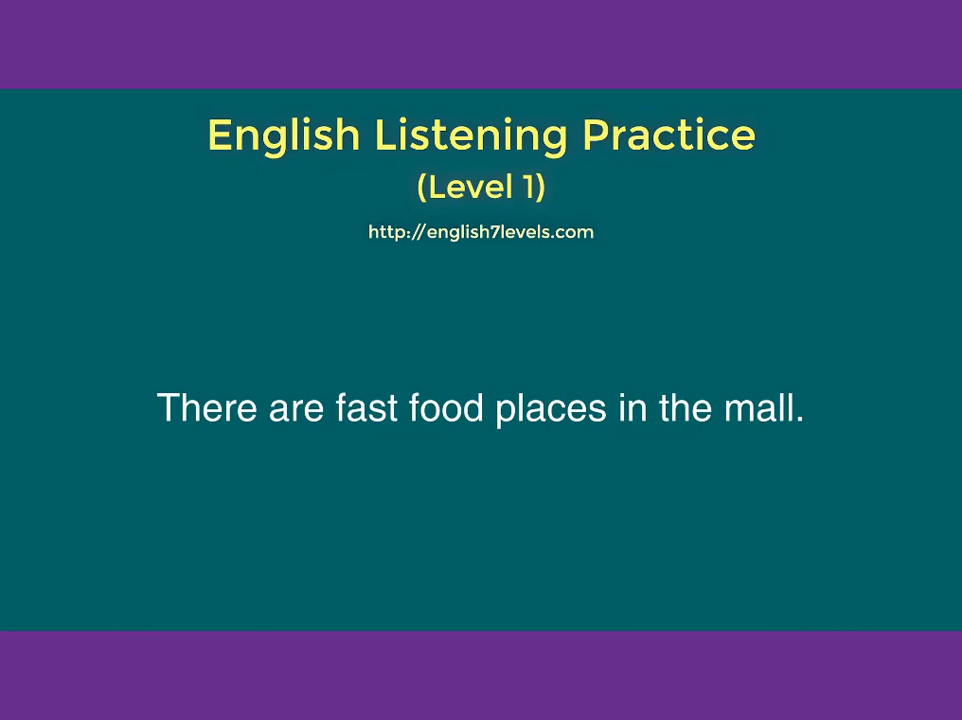 English Listening Practice
(Level 1)
http://english7levels.com
There are fast food places in the mall.